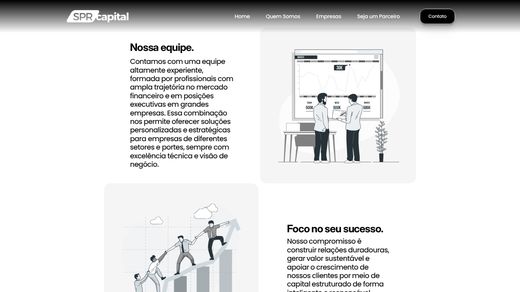 SPR capital
Home
Quem Somos
Empresas
Seja um Parceiro
Contato
Nossa equipe.
Contamos com uma equipe
altamente experiente,
formada por profissionais com
ampla trajetória no mercado
financeiro e em posições
executivas em grandes
empresas. Essa combinação
nos permite oferecer soluções
personalizadas e estratégicas
para empresas de diferentes
setores e portes, sempre com
excelência técnica e visão de
negócio.
30K
Foco no seu sucesso.
Nosso compromisso é
construir relações duradouras,
gerar valor sustentável e
apoiar o crescimento de
nossos clientes por meio de
capital estruturado de forma